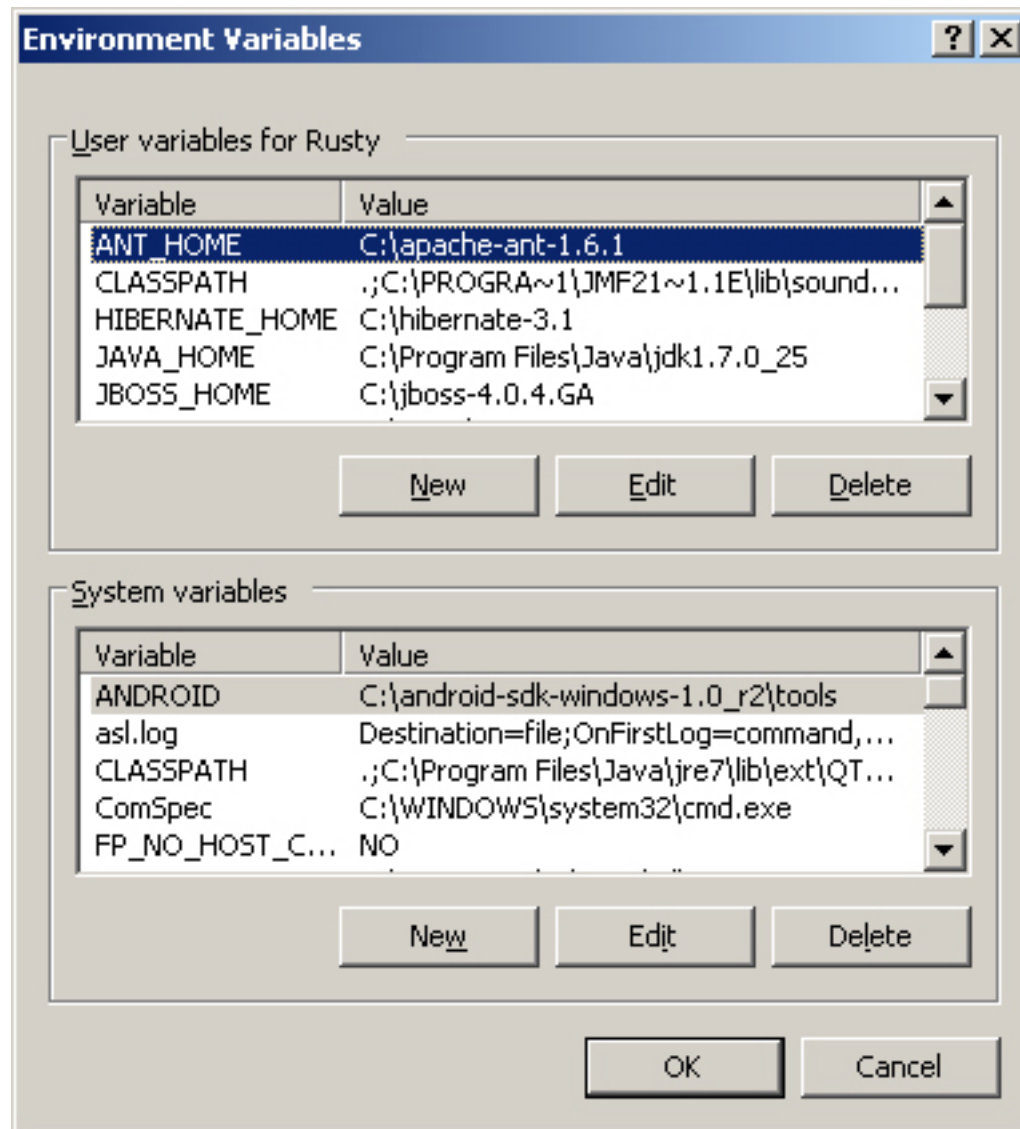 Environment Variables
User variables for Rusty
Variable Value
ANT_HOME C:\apache-ant-1.6.1
CLASSPATH .;C:\PROGRA~1\JMF21~1.1E\lib\sound...
HIBERNATE_HOME C:\hibernate-3.1
JAVA_HOME C:\Program Files\Java\jdk1.7.0_25
JBOSS_HOME C:\jboss-4.0.4.GA
New Edit Delete
System variables
Variable Value
ANDROID C:\android-sdk-windows-1.0_r2\tools
asl.log Destination=file;OnFirstLog=command,...
CLASSPATH .;C:\Program Files\Java\jre7\lib\ext\QT...
ComSpec C:\WINDOWS\system32\cmd.exe
FP_NO_HOST_C... NO
New Edit Delete
OK Cancel